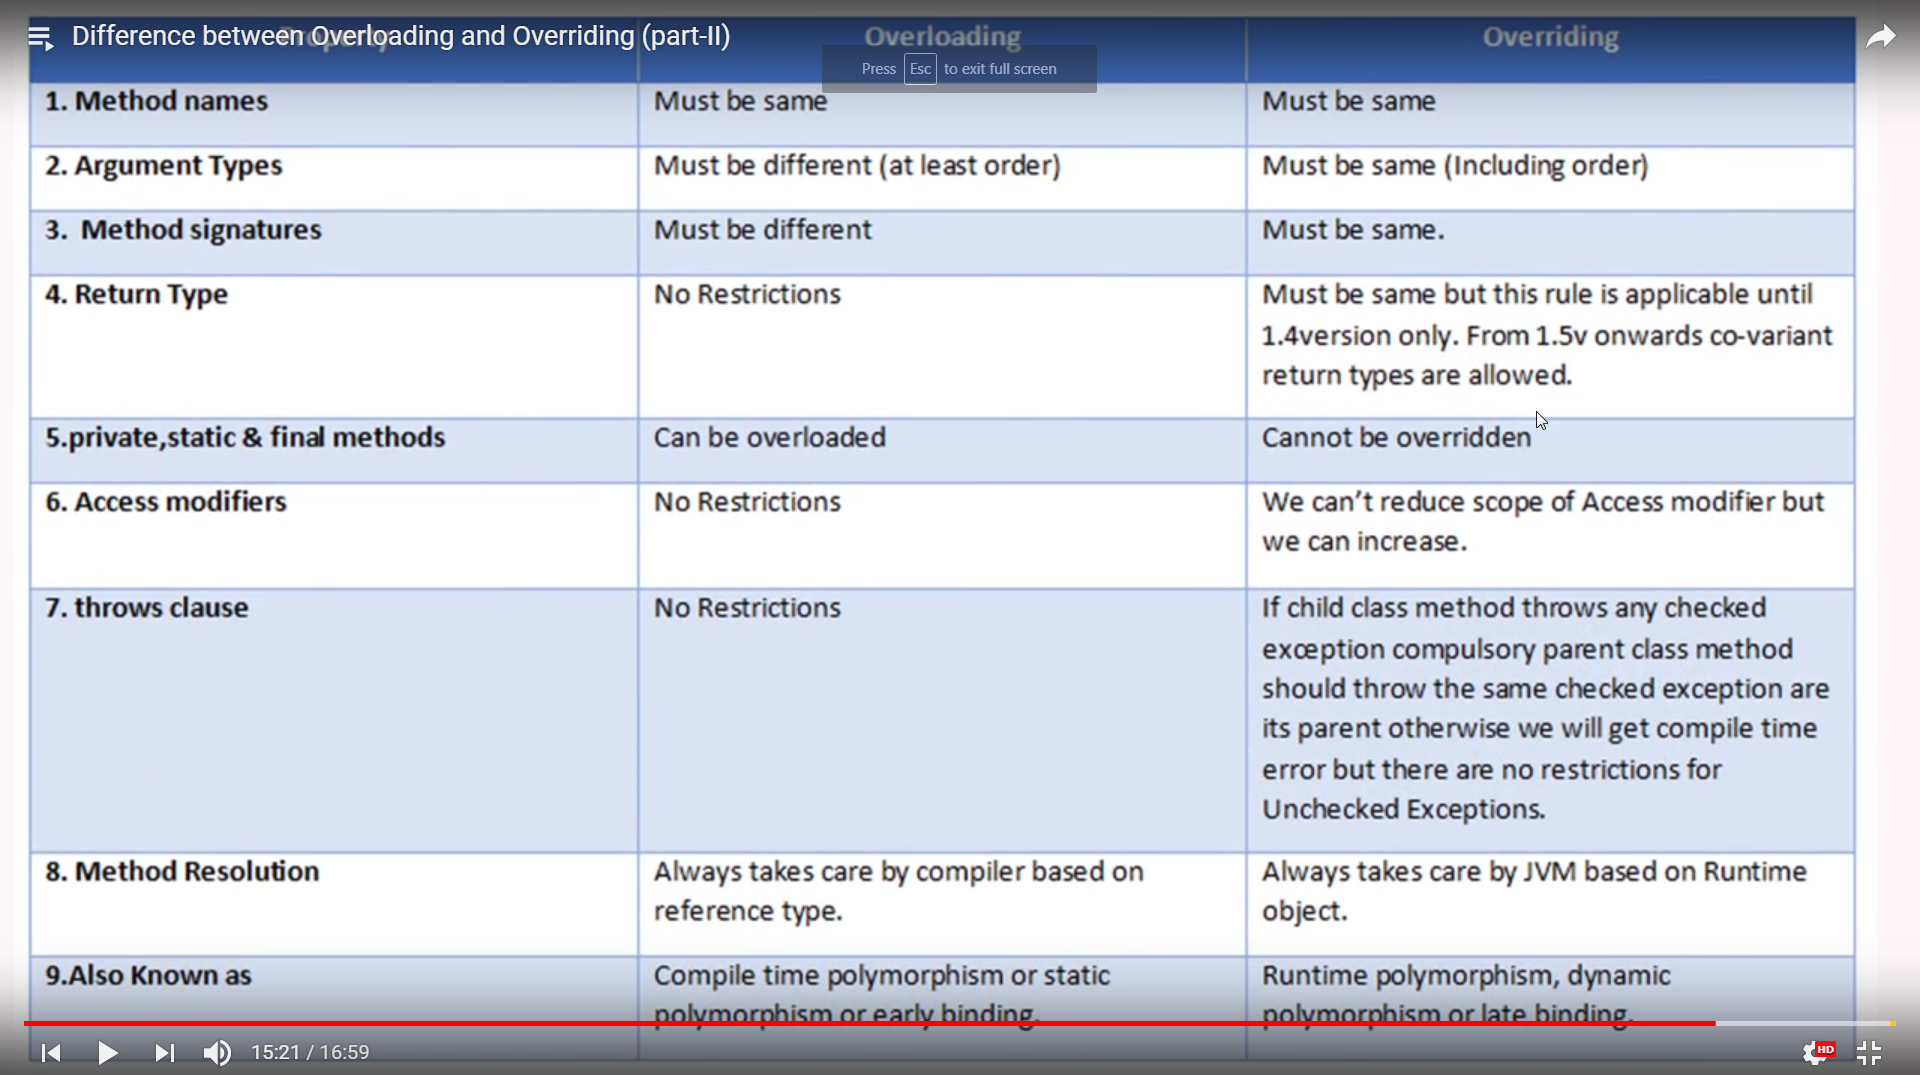 Difference between Overloading and Overriding (part-II)
Property
Overloading
Overriding
Press Esc to exit full screen
1. Method names
Must be same
Must be same
2. Argument Types
Must be different (at least order)
Must be same (Including order)
3. Method signatures
Must be different
Must be same.
4. Return Type
No Restrictions
Must be same but this rule is applicable until
1.4version only. From 1.5v onwards co-variant
return types are allowed.
5.private,static & final methods
Can be overloaded
Cannot be overridden
6. Access modifiers
No Restrictions
We can’t reduce scope of Access modifier but
we can increase.
7. throws clause
No Restrictions
If child class method throws any checked
exception compulsory parent class method
should throw the same checked exception are
its parent otherwise we will get compile time
error but there are no restrictions for
Unchecked Exceptions.
8. Method Resolution
Always takes care by compiler based on
reference type.
Always takes care by JVM based on Runtime
object.
9.Also Known as
Compile time polymorphism or static
polymorphism or early binding.
Runtime polymorphism, dynamic
polymorphism or late binding.
15:21 / 16:59
HD